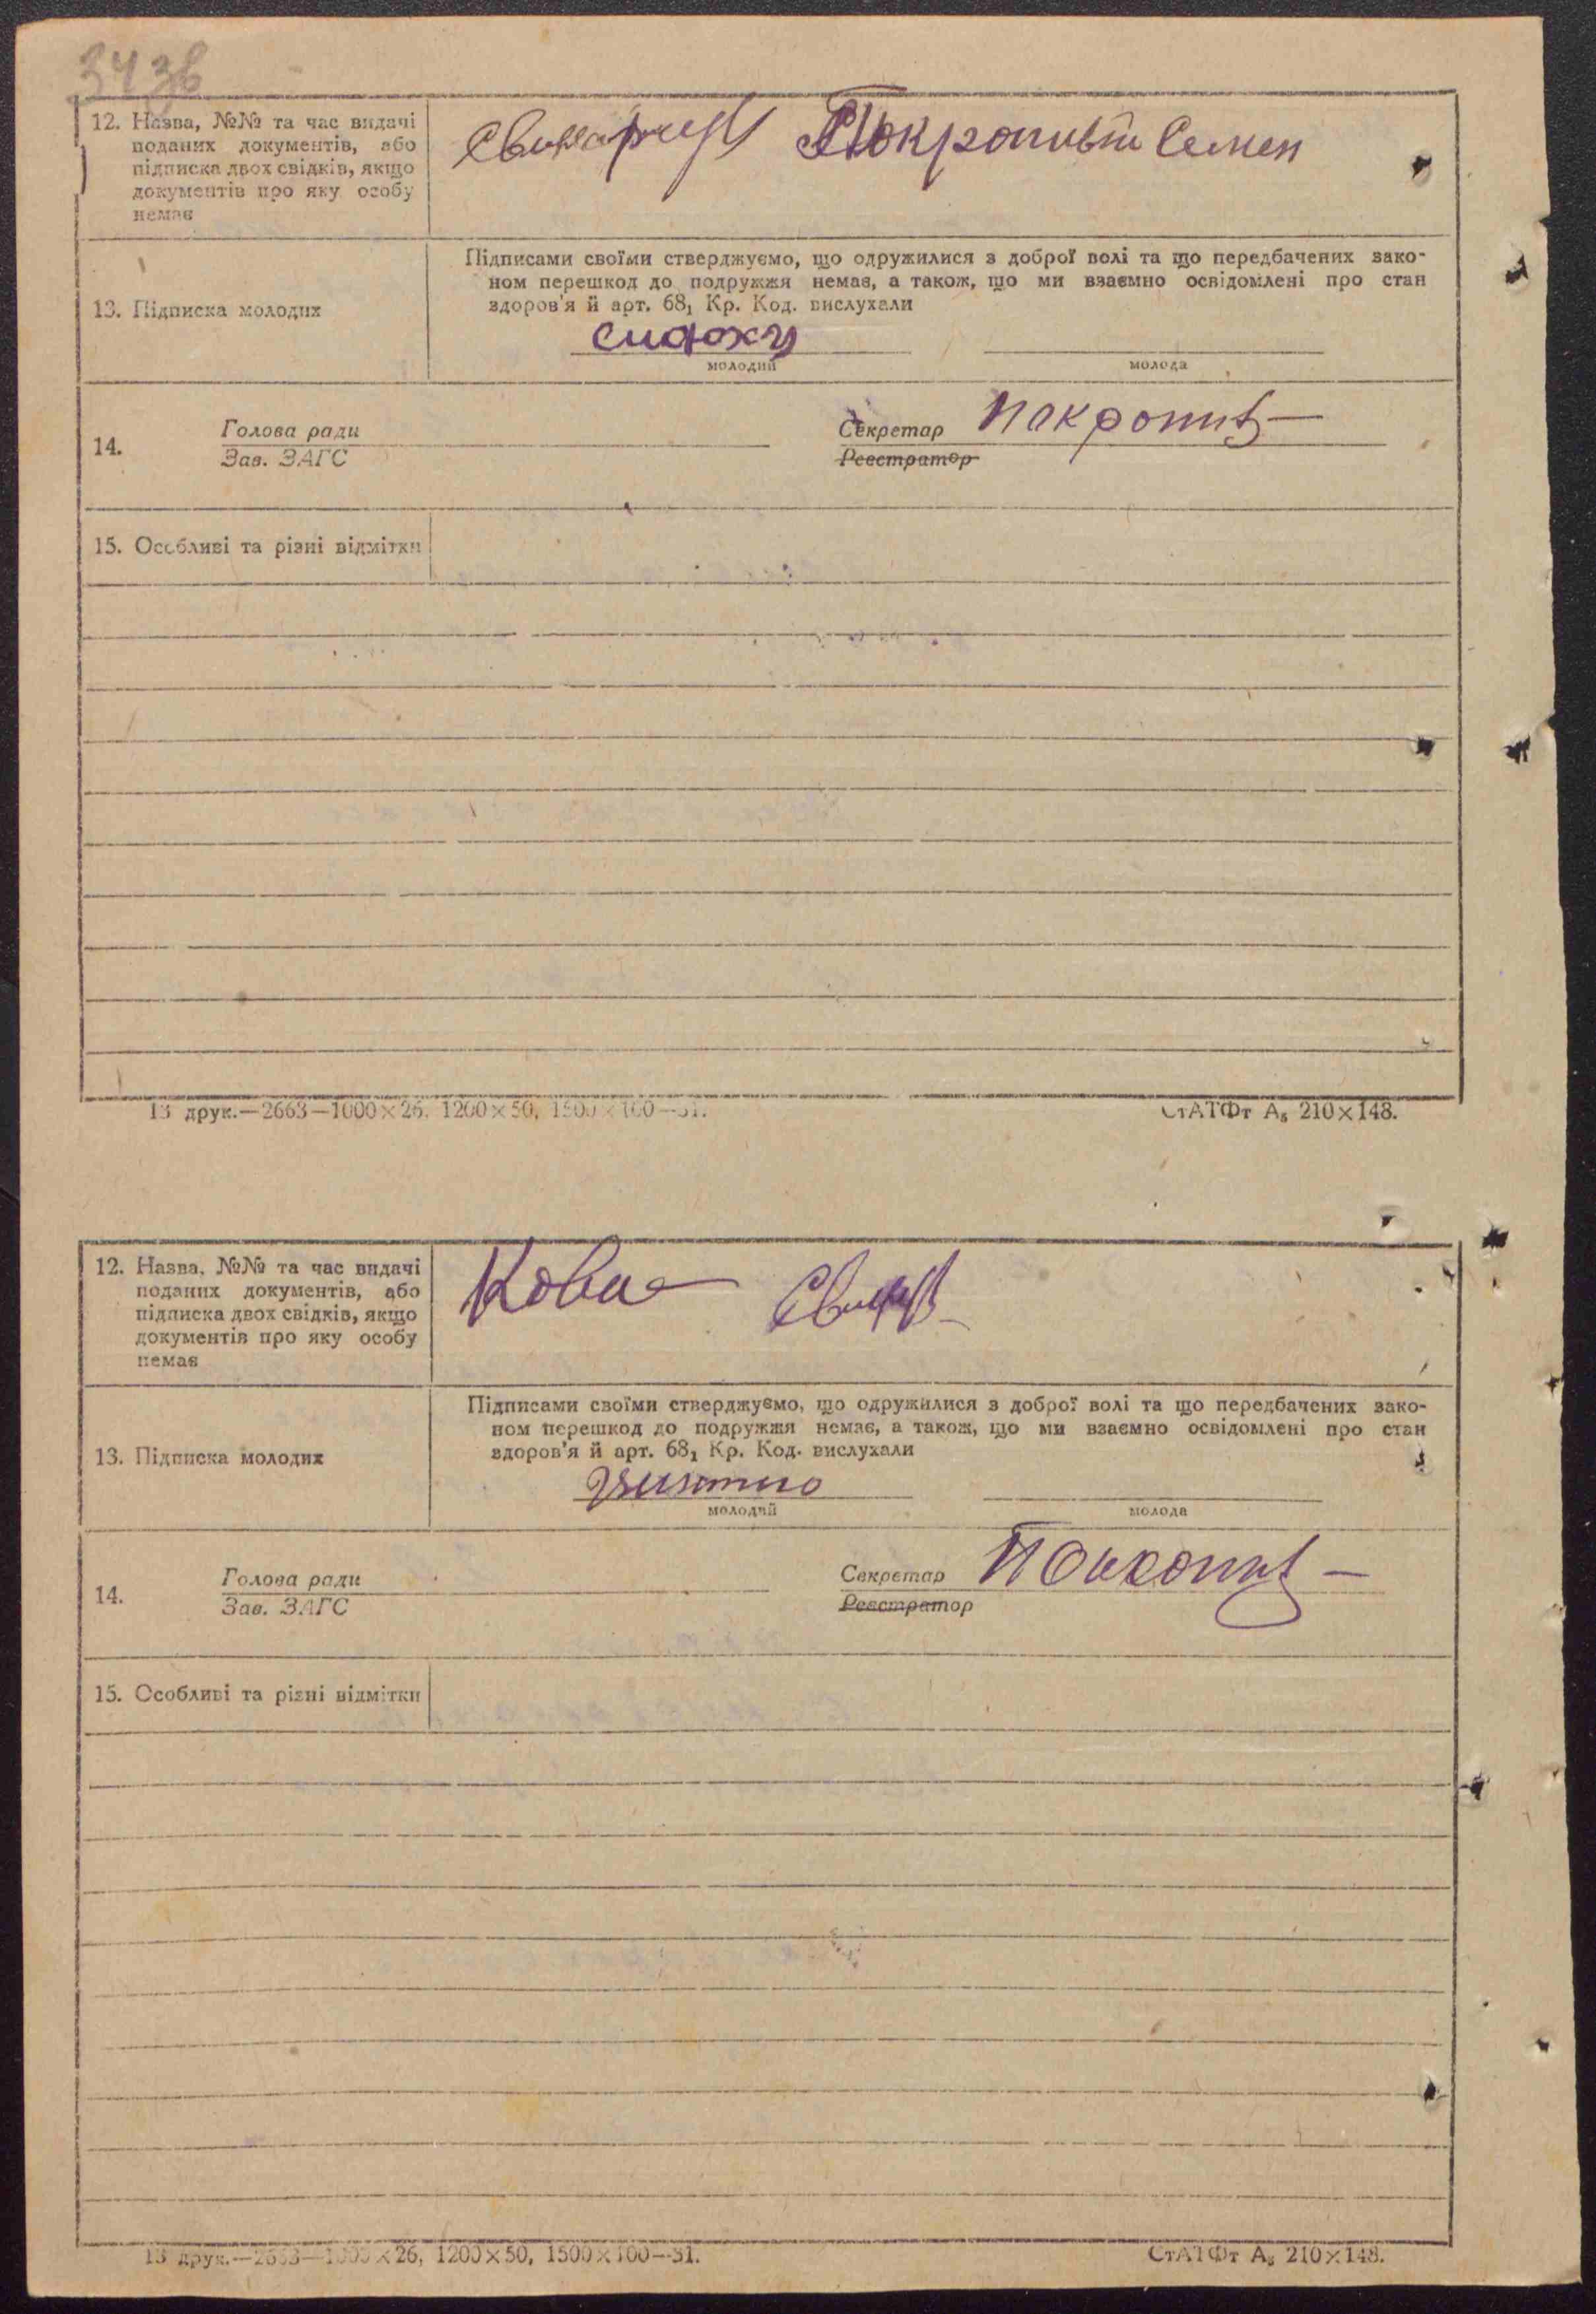 12. Назва, №№ та час видачі
поданих документів, або
підписка двох свідків, якщо
документів про яку особу
немає
Семен
Підписами своїми стверджуємо, що одружилися з доброї волі та що передбачених зако-
ном перешкод до подружжя немає, а також, що ми взаємно освідомлені про стан
здоров'я й арт. 68₁ Кр. Код. вислухали
13. Підписка молодих
молодий молода
14. Голова ради
Зав. ЗАГС
Секретар
Реєстратор
15. Особливі та різні відмітки
13 друк.—2663—1000×26, 1200×50, 1500×100—31. СтАТФт А₅ 210×148.
12. Назва, №№ та час видачі
поданих документів, або
підписка двох свідків, якщо
документів про яку особу
немає
Підписами своїми стверджуємо, що одружилися з доброї волі та що передбачених зако-
ном перешкод до подружжя немає, а також, що ми взаємно освідомлені про стан
здоров'я й арт. 68₁ Кр. Код. вислухали
13. Підписка молодих
молодий молода
14. Голова ради
Зав. ЗАГС
Секретар
Реєстратор
15. Особливі та різні відмітки
13 друк.—2663—1000×26, 1200×50, 1500×100—31. СтАТФт А₅ 210×148.